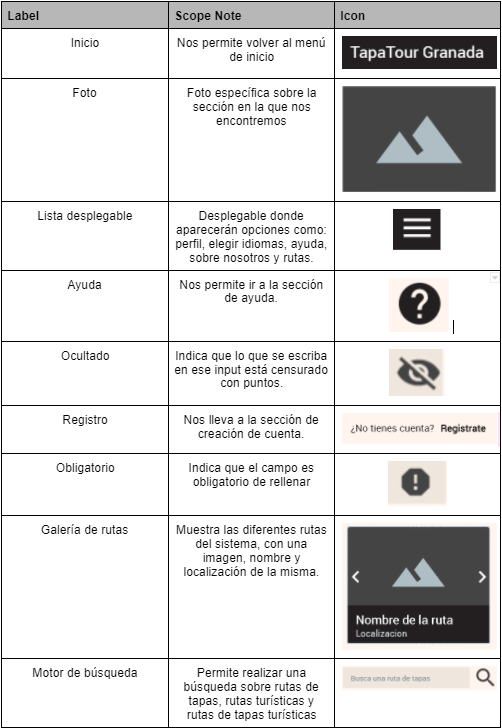 Label Scope Note Icon
Inicio
Nos permite volver al menú
de inicio
TapaTour Granada
Foto
Foto específica sobre la
sección en la que nos
encontremos
Lista desplegable
Desplegable donde
aparecerán opciones como:
perfil, elegir idiomas, ayuda,
sobre nosotros y rutas.
Ayuda
Nos permite ir a la sección
de ayuda.
?
Ocultado
Indica que lo que se escriba
en ese input está censurado
con puntos.
Registro
Nos lleva a la sección de
creación de cuenta.
¿No tienes cuenta? Registrate
Obligatorio
Indica que el campo es
obligatorio de rellenar
!
Galería de rutas
Muestra las diferentes rutas
del sistema, con una
imagen, nombre y
localización de la misma.
Nombre de la ruta
Localizacion
Motor de búsqueda
Permite realizar una
búsqueda sobre rutas de
tapas, rutas turísticas y
rutas de tapas turísticas
Busca una ruta de tapas